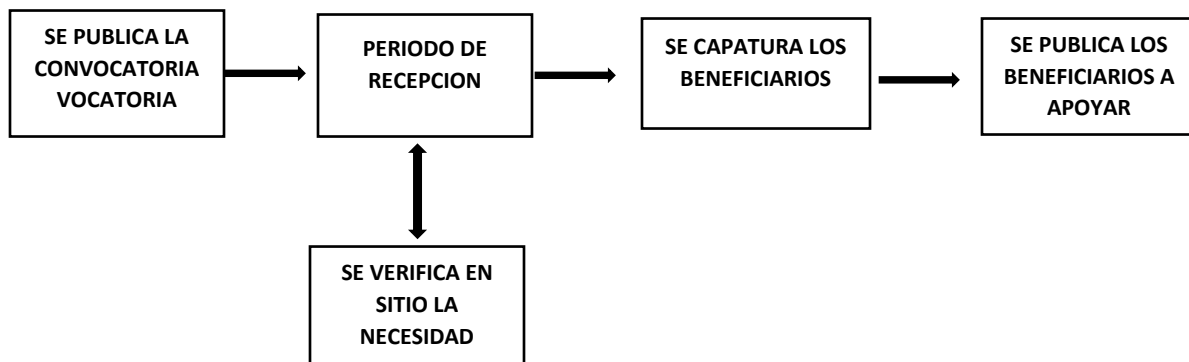 SE PUBLICA LA
CONVOCATORIA
VOCATORIA
PERIODO DE
RECEPCION
SE CAPATURA LOS
BENEFICIARIOS
SE PUBLICA LOS
BENEFICIARIOS A
APOYAR
SE VERIFICA EN
SITIO LA
NECESIDAD